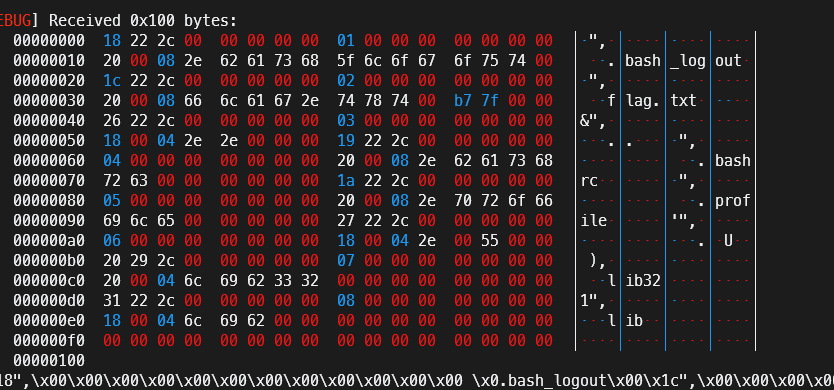 EBUG] Received 0x100 bytes:
00000000 18 22 2c 00 00 00 00 00 01 00 00 00 00 00 00 00 │·",·│····│····│····│
00000010 20 00 08 2e 62 61 73 68 5f 6c 6f 67 6f 75 74 00 │ ··.│bash│_log│out·│
00000020 1c 22 2c 00 00 00 00 00 02 00 00 00 00 00 00 00 │·",·│····│····│····│
00000030 20 00 08 66 6c 61 67 2e 74 78 74 00 b7 7f 00 00 │ ··f│lag.│txt·│····│
00000040 26 22 2c 00 00 00 00 00 03 00 00 00 00 00 00 00 │&",·│····│····│····│
00000050 18 00 04 2e 2e 00 00 00 19 22 2c 00 00 00 00 00 │···.│.···│·",·│····│
00000060 04 00 00 00 00 00 00 00 20 00 08 2e 62 61 73 68 │····│····│ ··.│bash│
00000070 72 63 00 00 00 00 00 00 1a 22 2c 00 00 00 00 00 │rc··│····│·",·│····│
00000080 05 00 00 00 00 00 00 00 20 00 08 2e 70 72 6f 66 │····│····│ ··.│prof│
00000090 69 6c 65 00 00 00 00 00 27 22 2c 00 00 00 00 00 │ile·│····│'",·│····│
000000a0 06 00 00 00 00 00 00 00 18 00 04 2e 00 55 00 00 │····│····│···.│·U··│
000000b0 20 29 2c 00 00 00 00 00 07 00 00 00 00 00 00 00 │ ),·│····│····│····│
000000c0 20 00 04 6c 69 62 33 32 00 00 00 00 00 00 00 00 │ ··l│ib32│····│····│
000000d0 31 22 2c 00 00 00 00 00 08 00 00 00 00 00 00 00 │1",·│····│····│····│
000000e0 18 00 04 6c 69 62 00 00 00 00 00 00 00 00 00 00 │···l│ib··│····│····│
000000f0 00 00 00 00 00 00 00 00 00 00 00 00 00 00 00 00 │····│····│····│····│
00000100
18",\x00\x00\x00\x00\x00\x00\x00\x00\x00\x00\x00\x00 \x0.bash_logout\x00\x1c",\x00\x00\x00\x0